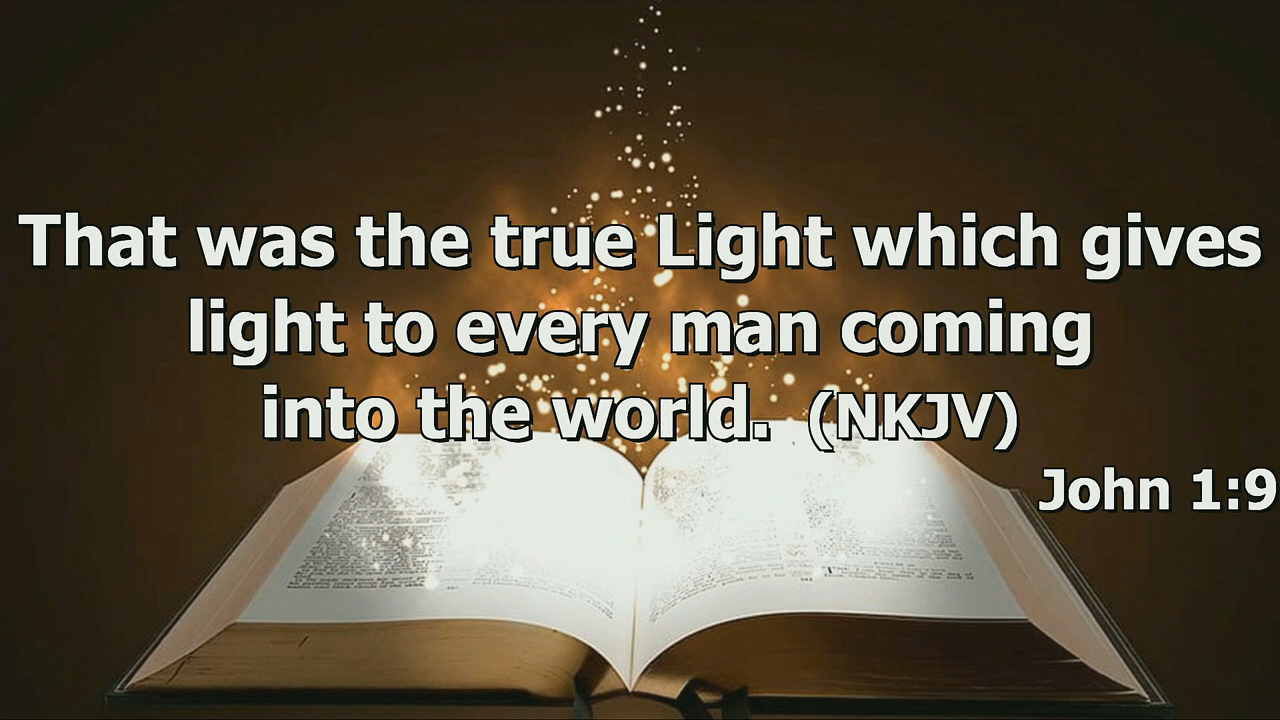 That was the true Light which gives
light to every man coming
into the world. (NKJV)
John 1:9